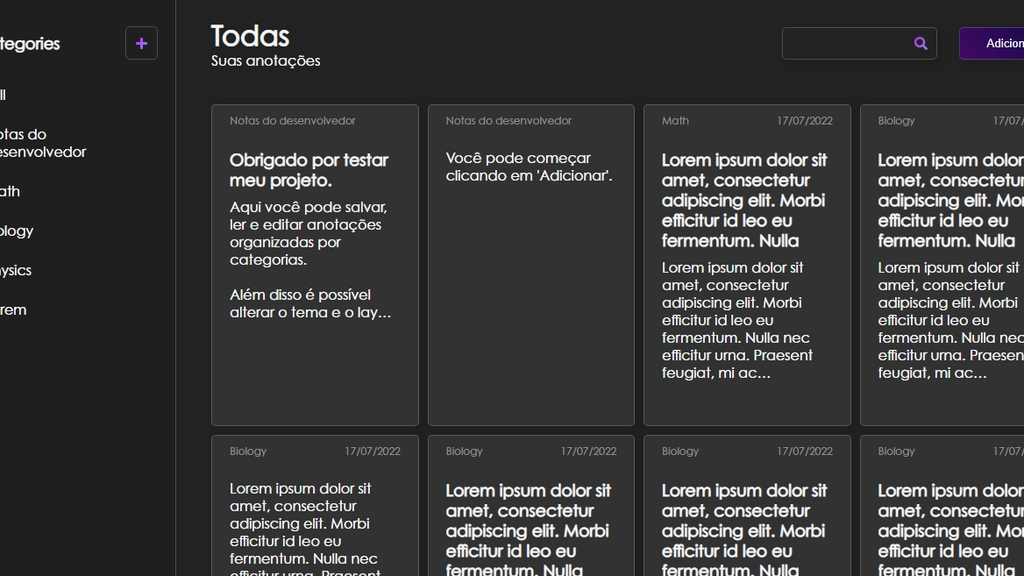 tegories
+
ll
otas do
esenvolvedor
ath
ology
ysics
rem
Todas
Suas anotações
Adicion
Notas do desenvolvedor
Obrigado por testar
meu projeto.
Aqui você pode salvar,
ler e editar anotações
organizadas por
categorias.
Além disso é possível
alterar o tema e o lay...
Notas do desenvolvedor
Você pode começar
clicando em 'Adicionar'.
Math 17/07/2022
Lorem ipsum dolor sit
amet, consectetur
adipiscing elit. Morbi
efficitur id leo eu
fermentum. Nulla
Lorem ipsum dolor sit
amet, consectetur
adipiscing elit. Morbi
efficitur id leo eu
fermentum. Nulla nec
efficitur urna. Praesent
feugiat, mi ac...
Biology 17/07/
Lorem ipsum dolor
amet, consectetur
adipiscing elit. Morbi
efficitur id leo eu
fermentum. Nulla
Lorem ipsum dolor sit
amet, consectetur
adipiscing elit. Morbi
efficitur id leo eu
fermentum. Nulla nec
efficitur urna. Praesen
feugiat, mi ac...
Biology 17/07/2022
Lorem ipsum dolor sit
amet, consectetur
adipiscing elit. Morbi
efficitur id leo eu
fermentum. Nulla nec
efficitur urna. Praesent
Biology 17/07/2022
Lorem ipsum dolor sit
amet, consectetur
adipiscing elit. Morbi
efficitur id leo eu
fermentum. Nulla
Biology 17/07/2022
Lorem ipsum dolor sit
amet, consectetur
adipiscing elit. Morbi
efficitur id leo eu
fermentum. Nulla
Biology 17/07/
Lorem ipsum dolor
amet, consectetur
adipiscing elit. Morbi
efficitur id leo eu
fermentum. Nulla